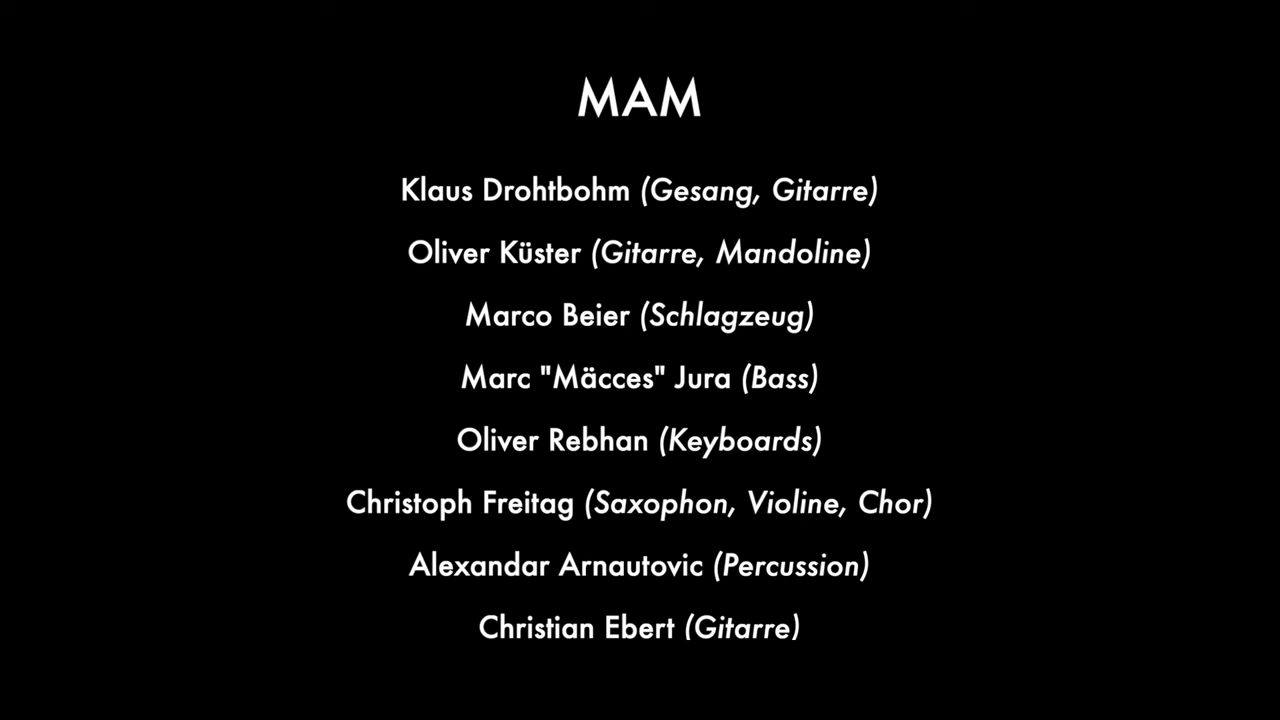 MAM
Klaus Drohtbohm (Gesang, Gitarre)
Oliver Küster (Gitarre, Mandoline)
Marco Beier (Schlagzeug)
Marc "Mäcces" Jura (Bass)
Oliver Rebhan (Keyboards)
Christoph Freitag (Saxophon, Violine, Chor)
Alexandar Arnautovic (Percussion)
Christian Ebert (Gitarre)